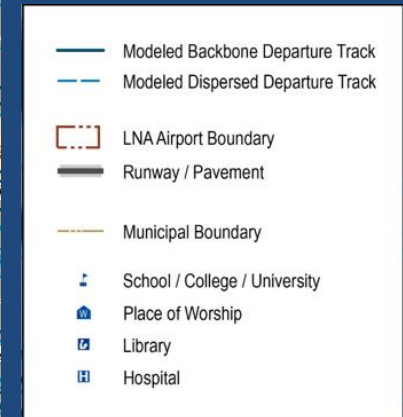 Modeled Backbone Departure Track
Modeled Dispersed Departure Track
LNA Airport Boundary
Runway / Pavement
Municipal Boundary
School / College / University
W Place of Worship
Library
H Hospital